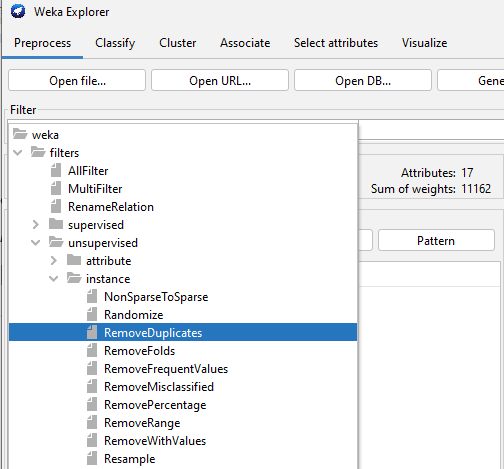 Weka Explorer
Preprocess Classify Cluster Associate Select attributes Visualize
Open file... Open URL... Open DB... Gene
Filter
weka
filters
AllFilter
MultiFilter
RenameRelation
supervised
unsupervised
attribute
instance
NonSparseToSparse
Randomize
RemoveDuplicates
RemoveFolds
RemoveFrequentValues
RemoveMisclassified
RemovePercentage
RemoveRange
RemoveWithValues
Resample
Attributes: 17
Sum of weights: 11162
Pattern